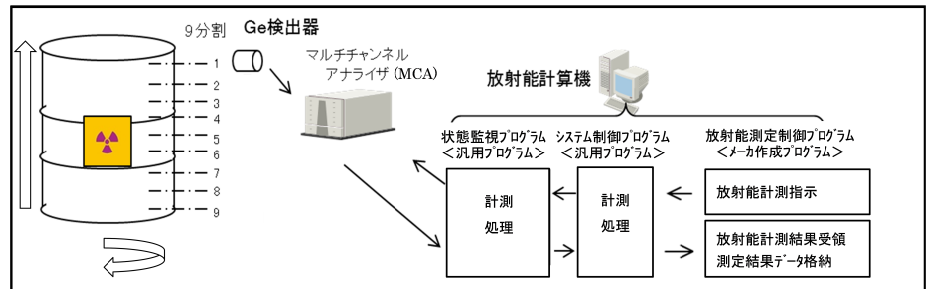 9分割
Ge検出器
1
2
3
4
5
6
7
8
9
マルチチャンネル
アナライザ(MCA)
放射能計算機
状態監視プログラム
<汎用プログラム>
システム制御プログラム
<汎用プログラム>
放射能測定制御プログラム
<メーカ作成プログラム>
計測
処理
計測
処理
放射能計測指示
放射能計測結果受領
測定結果データ格納